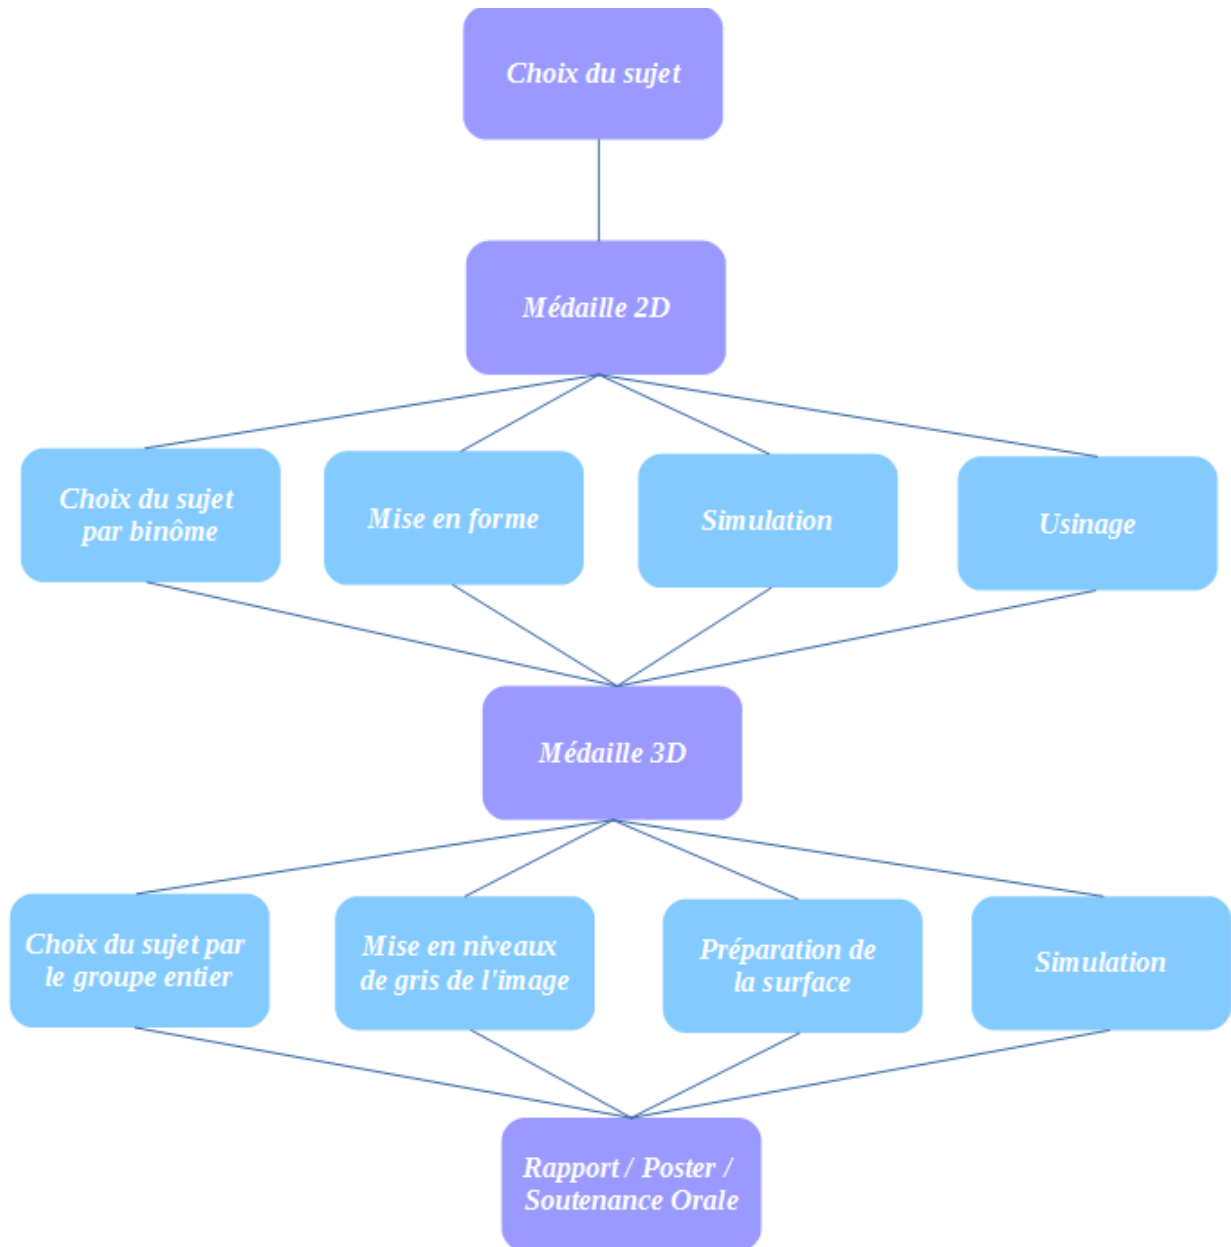 Choix du sujet
Médaille 2D
Choix du sujet
par binôme
Mise en forme
Simulation
Usinage
Médaille 3D
Choix du sujet par
le groupe entier
Mise en niveaux
de gris de l'image
Préparation de
la surface
Simulation
Rapport / Poster /
Soutenance Orale